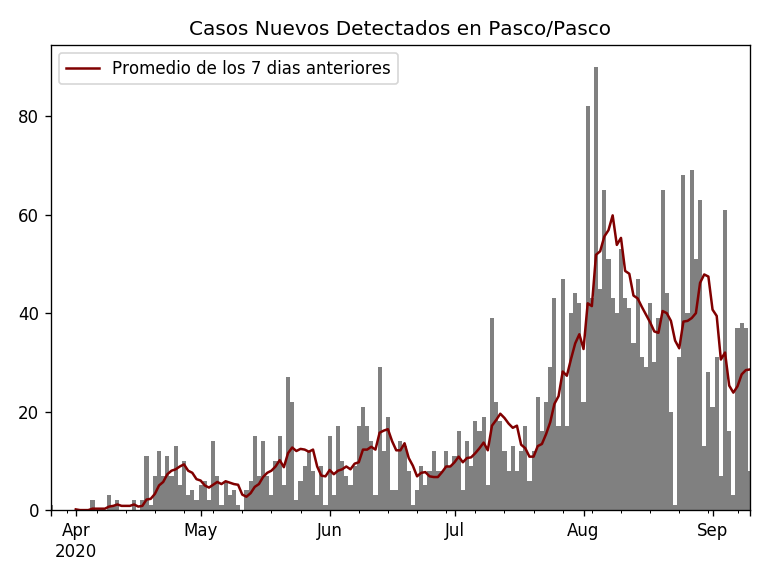 Casos Nuevos Detectados en Pasco/Pasco
Promedio de los 7 dias anteriores
80
60
40
20
0
Apr May Jun Jul Aug Sep
2020